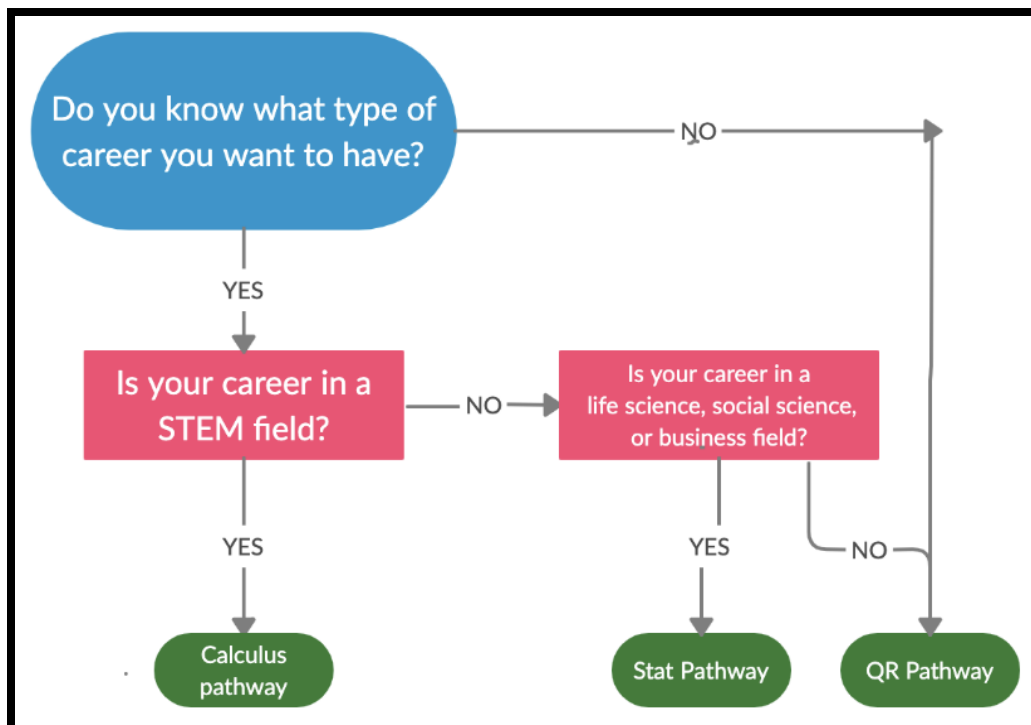 Do you know what type of
career you want to have?
NO
YES
Is your career in a
STEM field?
NO
Is your career in a
life science, social science,
or business field?
YES
YES
NO
Calculus
pathway
Stat Pathway
QR Pathway